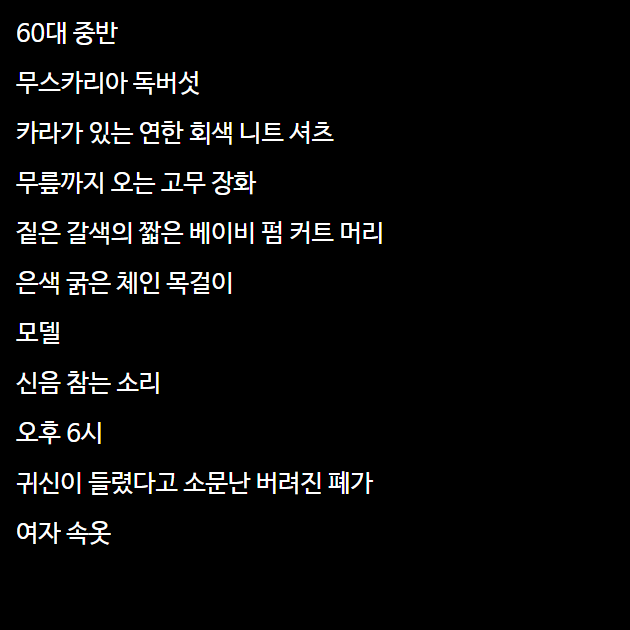 60대 중반
무스카리아 독버섯
카라가 있는 연한 회색 니트 셔츠
무릎까지 오는 고무 장화
짙은 갈색의 짧은 베이비 펌 커트 머리
은색 굵은 체인 목걸이
모델
신음 참는 소리
오후 6시
귀신이 들렸다고 소문난 버려진 폐가
여자 속옷